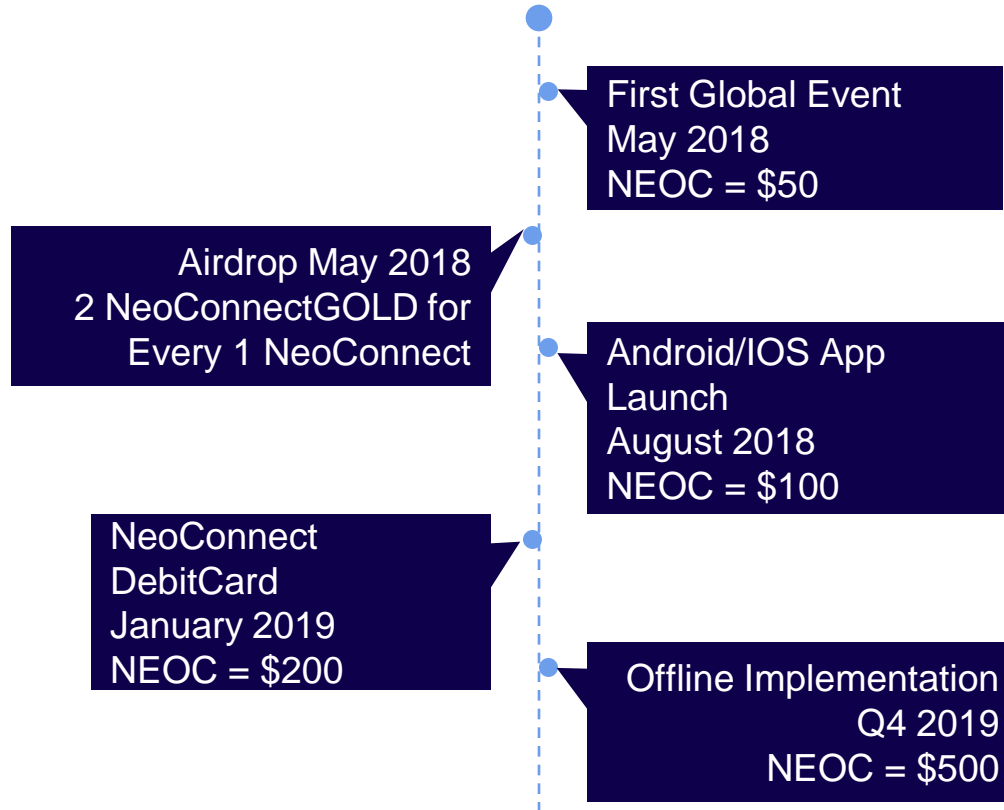 First Global Event
May 2018
NEOC = $50
Airdrop May 2018
2 NeoConnectGOLD for
Every 1 NeoConnect
Android/IOS App
Launch
August 2018
NEOC = $100
NeoConnect
DebitCard
January 2019
NEOC = $200
Offline Implementation
Q4 2019
NEOC = $500